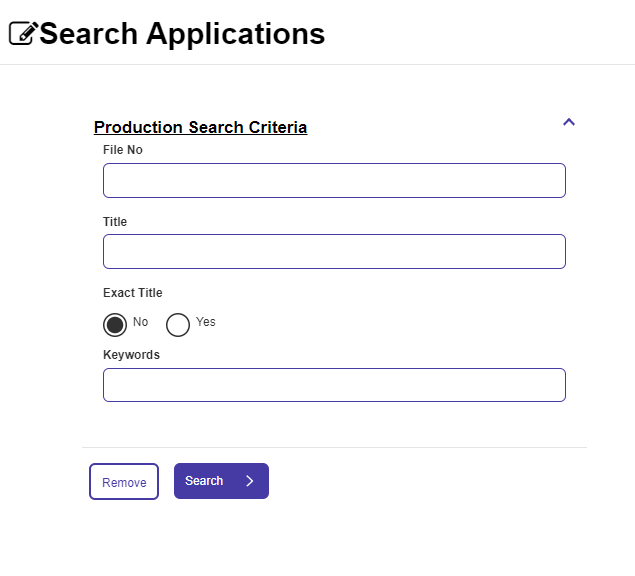 Search Applications
Production Search Criteria
File No
Title
Exact Title
No Yes
Keywords
Remove Search